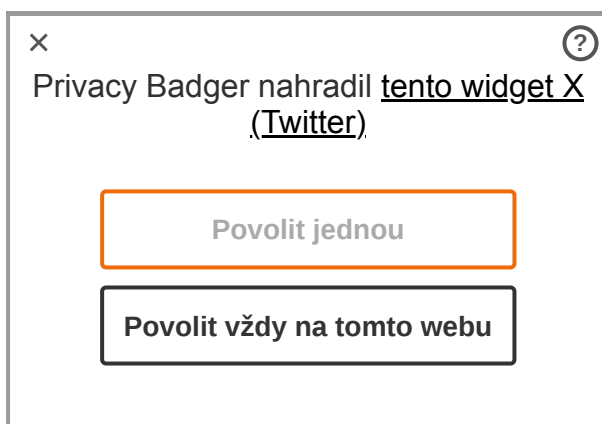 × ?
Privacy Badger nahradil tento widget X
(Twitter)
Povolit jednou
Povolit vždy na tomto webu